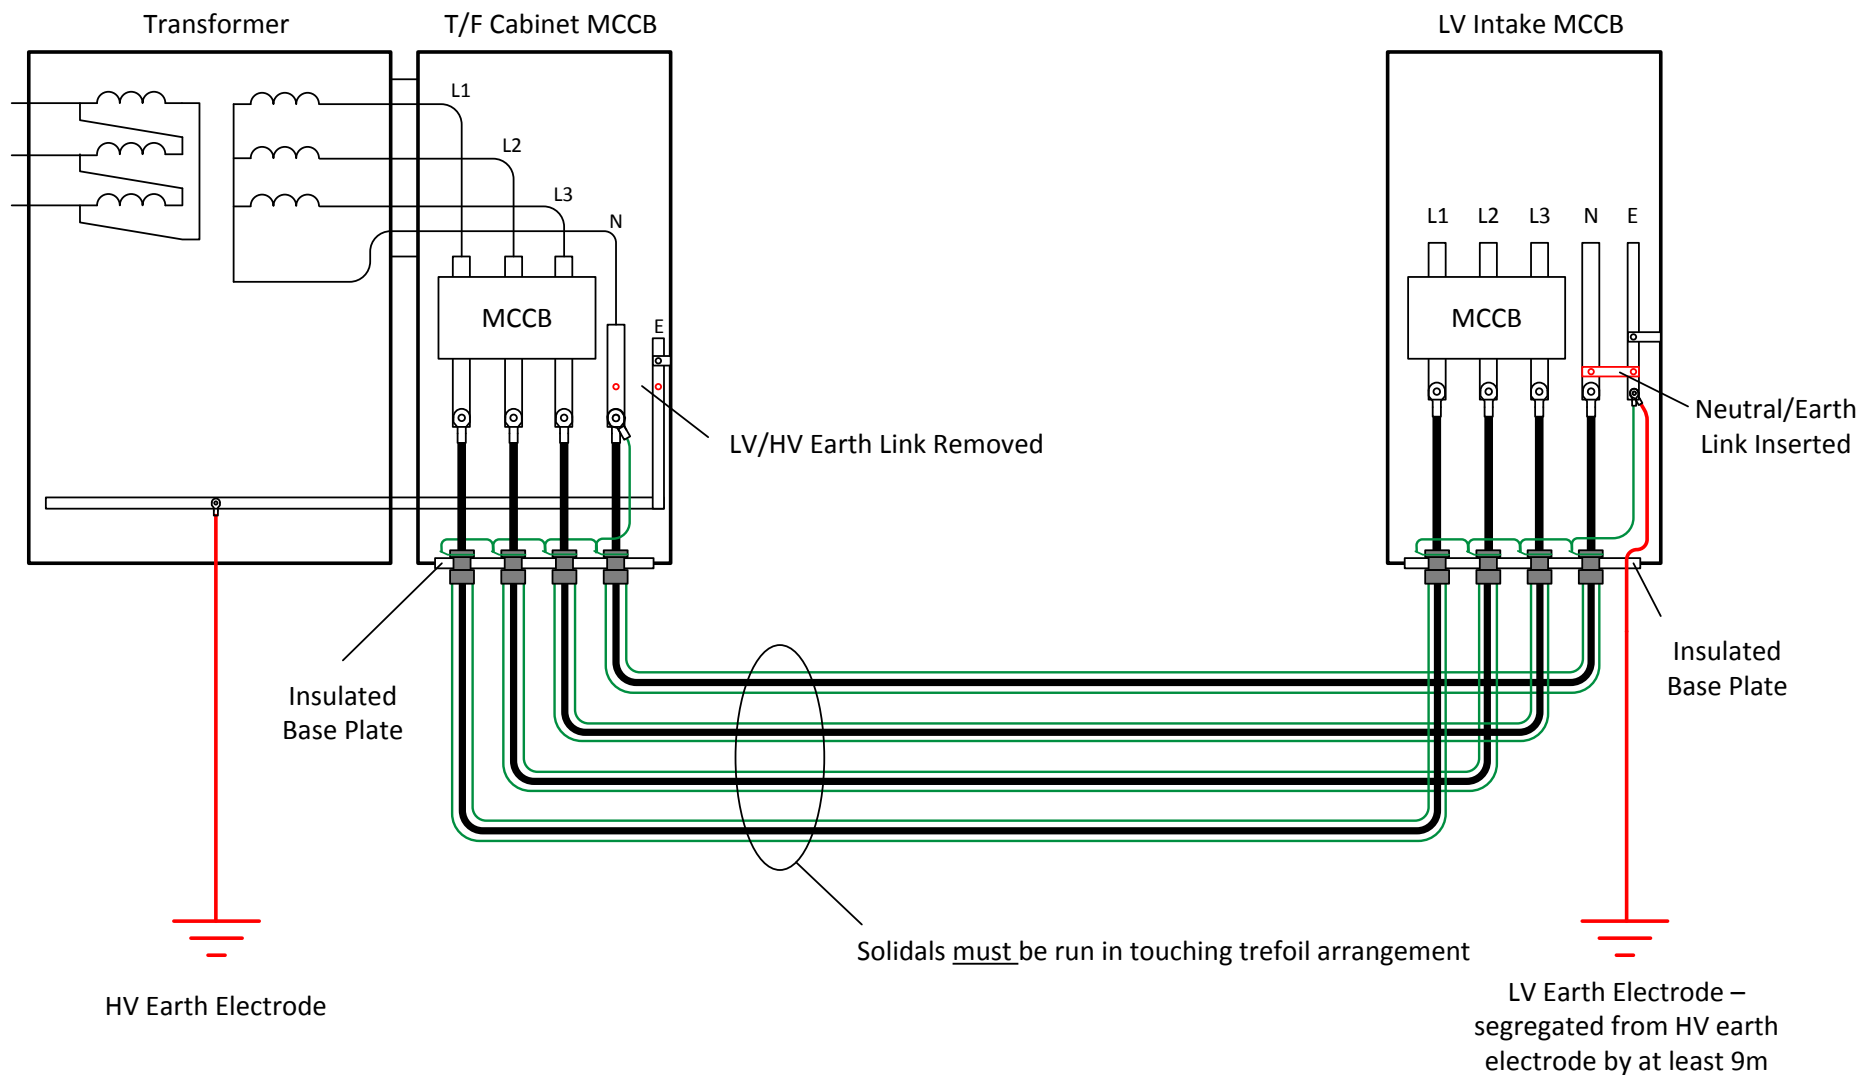 Transformer
T/F Cabinet MCCB
LV Intake MCCB
L1
L2
L3
N
L1 L2 L3 N E
MCCB
E
MCCB
Neutral/Earth
Link Inserted
LV/HV Earth Link Removed
Insulated
Base Plate
Insulated
Base Plate
Solidals must be run in touching trefoil arrangement
HV Earth Electrode
LV Earth Electrode –
segregated from HV earth
electrode by at least 9m